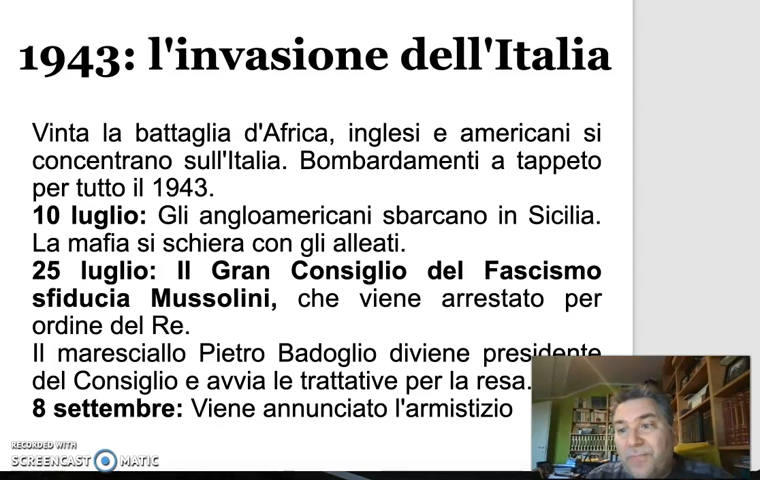 1943: l'invasione dell'Italia
Vinta la battaglia d'Africa, inglesi e americani si
concentrano sull'Italia. Bombardamenti a tappeto
per tutto il 1943.
10 luglio: Gli angloamericani sbarcano in Sicilia.
La mafia si schiera con gli alleati.
25 luglio: Il Gran Consiglio del Fascismo
sfiducia Mussolini, che viene arrestato per
ordine del Re.
Il maresciallo Pietro Badoglio diviene presidente
del Consiglio e avvia le trattative per la resa.
8 settembre: Viene annunciato l'armistizio
RECORDED WITH
SCREENCAST MATIC